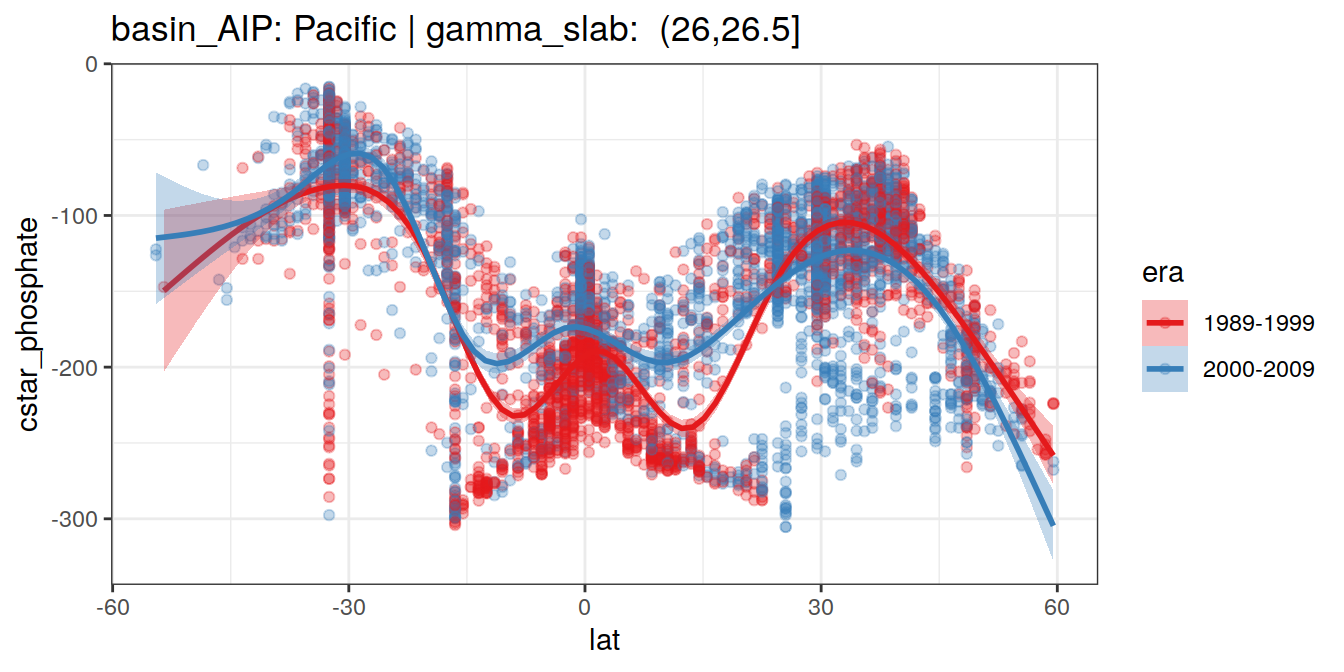 basin_AIP: Pacific | gamma_slab:  (26,26.5]
0
-100
-200
-300
cstar_phosphate
-60
-30
0
30
60
lat
era
1989-1999
2000-2009